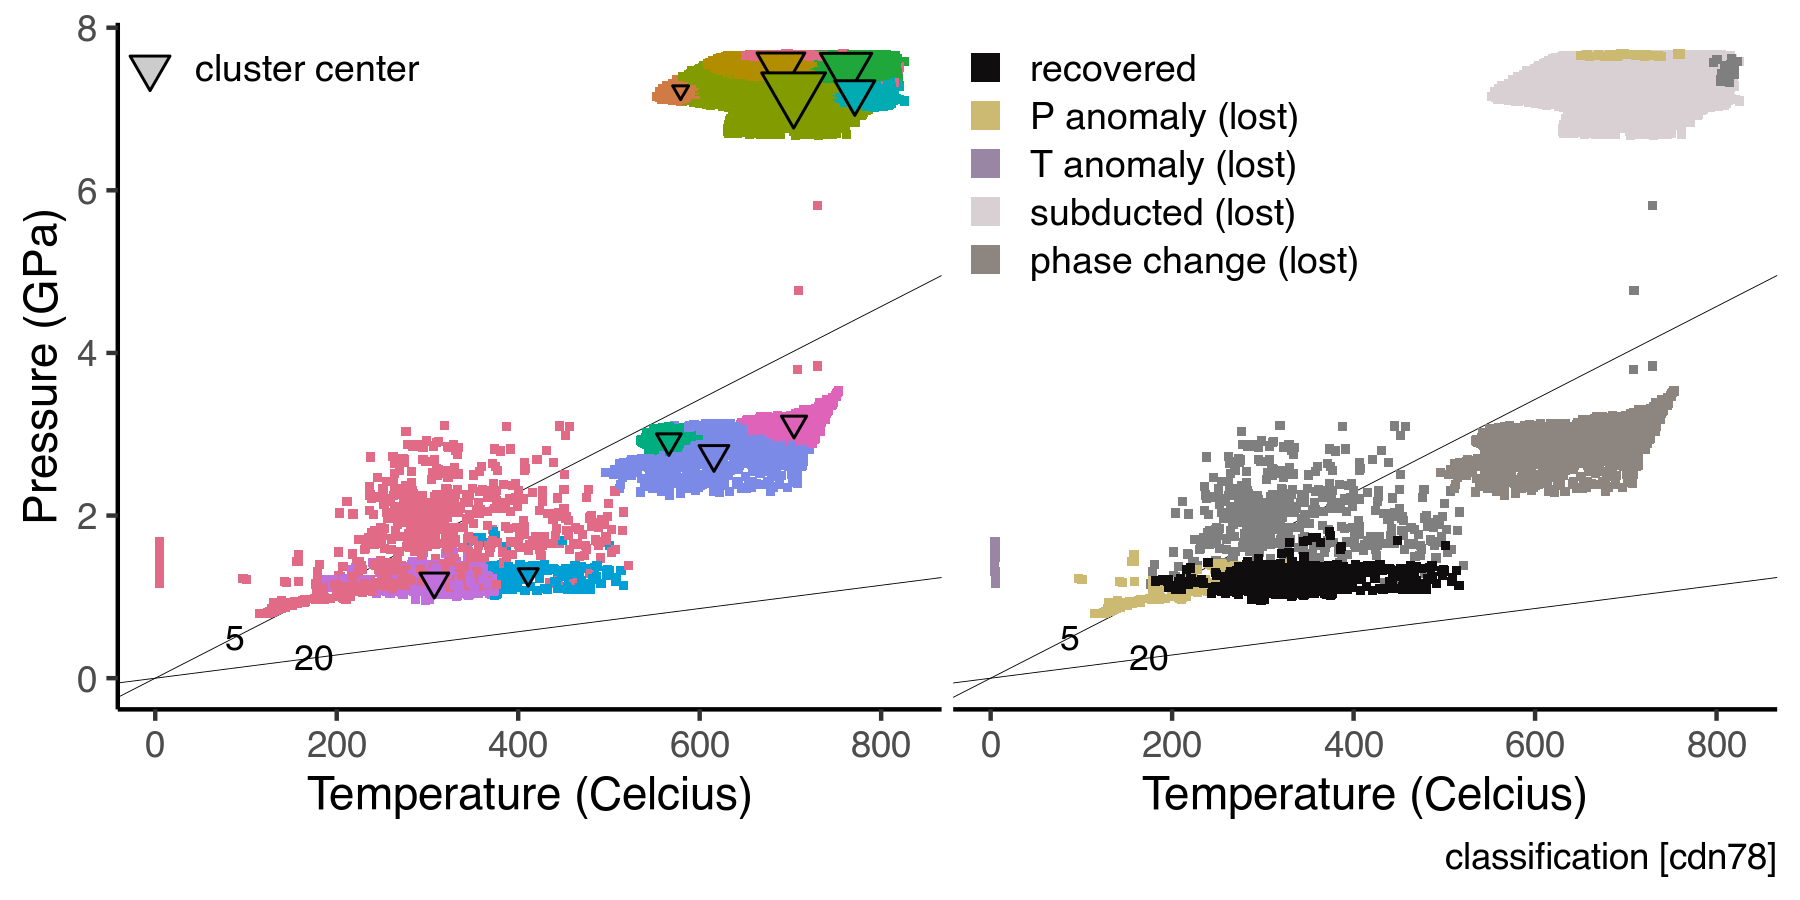 8
6
4
2
0
Pressure (GPa)
cluster center
5
20
0
200
400
600
800
Temperature (Celcius)
recovered
P anomaly (lost)
T anomaly (lost)
subducted (lost)
phase change (lost)
5
20
0
200
400
600
800
Temperature (Celcius)
classification [cdn78]